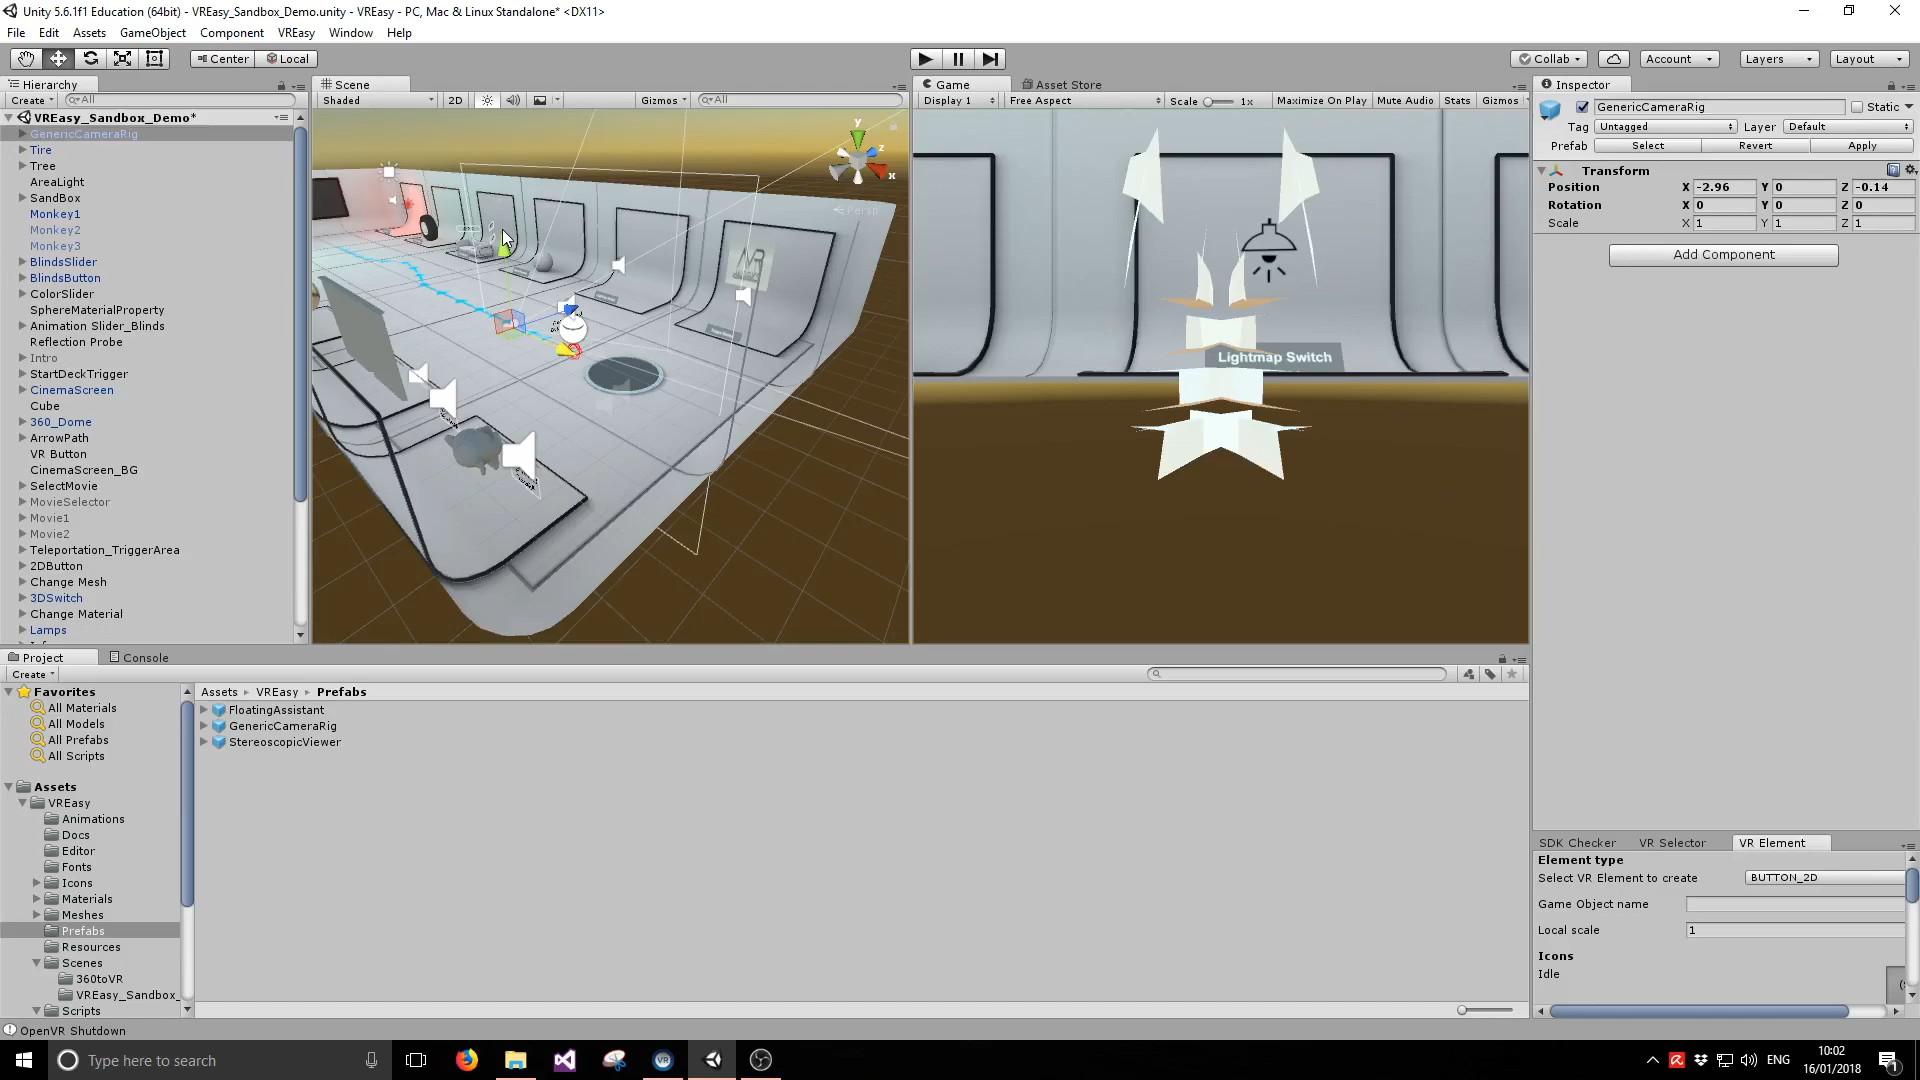 Unity 5.6.1f1 Education (64bit) - VREasy_Sandbox_Demo.unity - VREasy - PC, Mac & Linux Standalone* <DX11>
File Edit Assets GameObject Component VREasy Window Help
Center Local
Collab Account Layers Layout
Hierarchy
Create All
VREasy_Sandbox_Demo*
GenericCameraRig
Tire
Tree
AreaLight
SandBox
Monkey1
Monkey2
Monkey3
BlindsSlider
BlindsButton
ColorSlider
SphereMaterialProperty
Animation Slider_Blinds
Reflection Probe
Intro
StartDeckTrigger
CinemaScreen
Cube
360_Dome
ArrowPath
VR Button
CinemaScreen_BG
SelectMovie
MovieSelector
Movie1
Movie2
Teleportation_TriggerArea
2DButton
Change Mesh
3DSwitch
Change Material
Lamps
Scene
Shaded 2D Gizmos All
y
z
x
Persp
Game Asset Store
Display 1 Free Aspect Scale 1x Maximize On Play Mute Audio Stats Gizmos
Lightmap Switch
Inspector
GenericCameraRig Static
Tag Untagged Layer Default
Prefab Select Revert Apply
Transform
Position X -2.96 Y 0 Z -0.14
Rotation X 0 Y 0 Z 0
Scale X 1 Y 1 Z 1
Add Component
SDK Checker VR Selector VR Element
Element type
Select VR Element to create BUTTON_2D
Game Object name
Local scale 1
Icons
Idle
Project Console
Create
Favorites
All Materials
All Models
All Prefabs
All Scripts
Assets
VREasy
Animations
Docs
Editor
Fonts
Icons
Materials
Meshes
Prefabs
Resources
Scenes
360toVR
VREasy_Sandbox_
Scripts
Assets VREasy Prefabs
FloatingAssistant
GenericCameraRig
StereoscopicViewer
OpenVR Shutdown
Type here to search
VR
ENG
10:02
16/01/2018
1